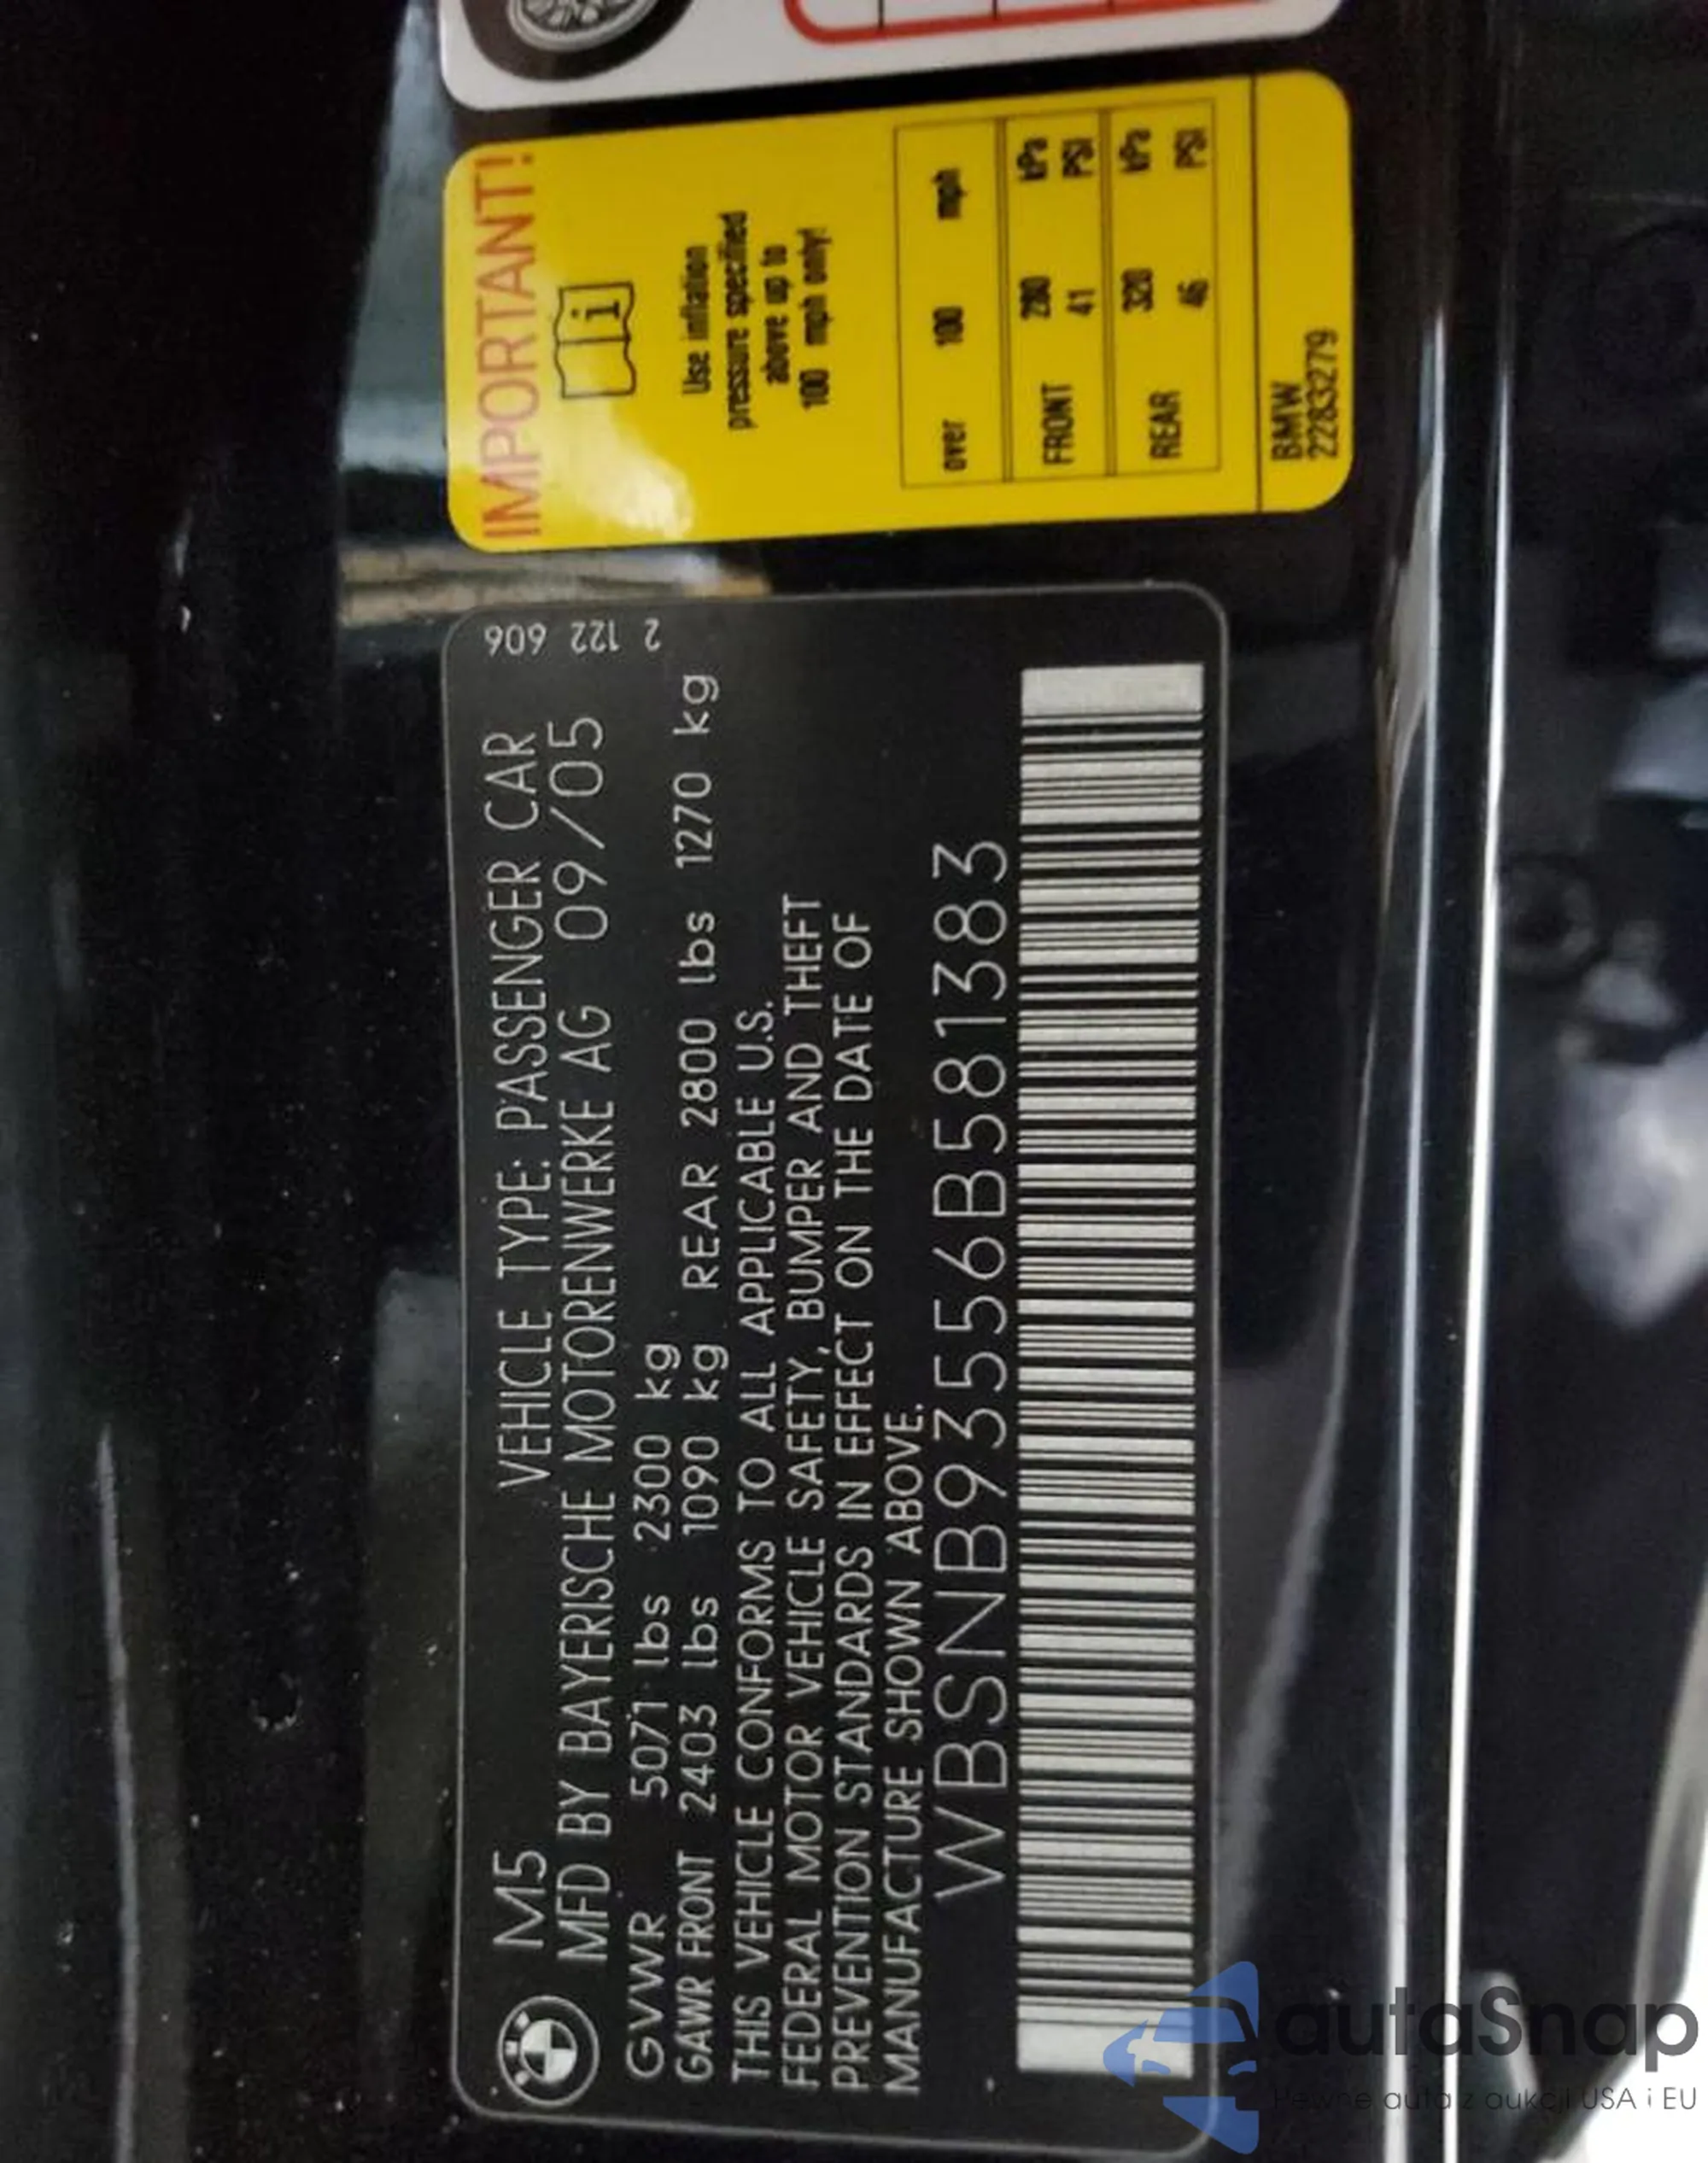 M5 VEHICLE TYPE: PASSENGER CAR
MFD BY BAYERISCHE MOTORENWERKE AG 09/05
GVWR 5071 lbs 2300 kg
GAWR FRONT 2403 lbs 1090 kg REAR 2800 lbs 1270 kg
THIS VEHICLE CONFORMS TO ALL APPLICABLE U.S.
FEDERAL MOTOR VEHICLE SAFETY, BUMPER AND THEFT
PREVENTION STANDARDS IN EFFECT ON THE DATE OF
MANUFACTURE SHOWN ABOVE.
WBSNB93556B581383
2 122 606
IMPORTANT!
i
Use inflation
pressure specified
above up to
100 mph only!
over 100 mph
FRONT 280 kPa
41 PSI
REAR 320 kPa
46 PSI
BMW
22832779
autaSnap
Pewne auta z aukcji USA i EU